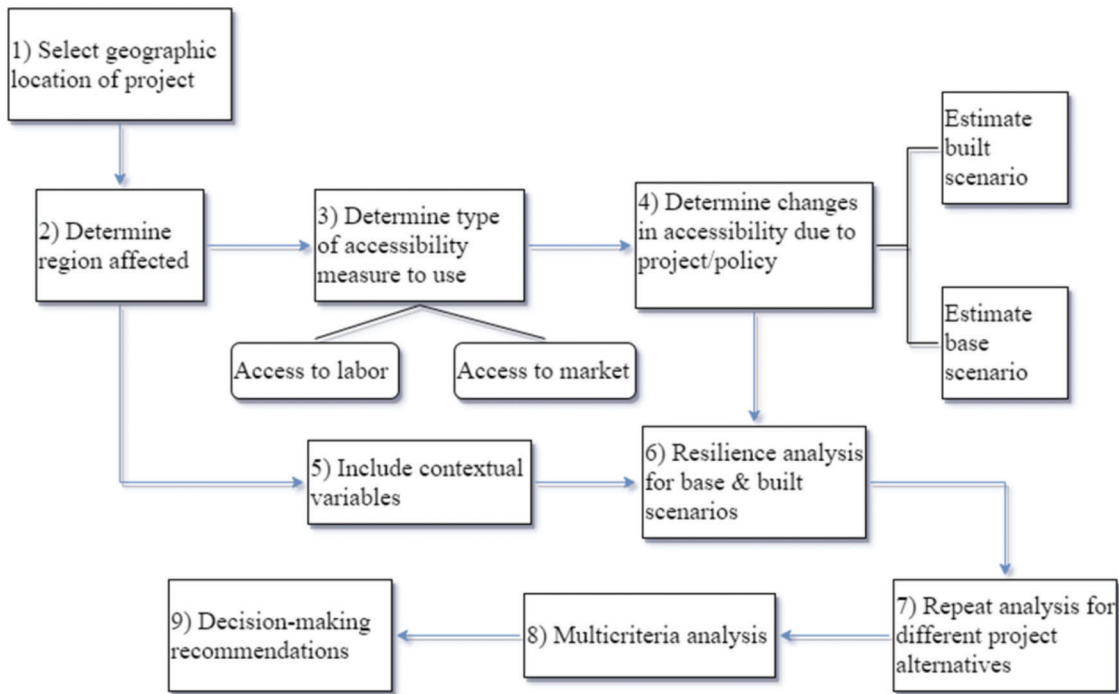 1) Select geographic
location of project
2) Determine
region affected
3) Determine type
of accessibility
measure to use
Access to labor
Access to market
4) Determine changes
in accessibility due to
project/policy
Estimate
built
scenario
Estimate
base
scenario
5) Include contextual
variables
6) Resilience analysis
for base & built
scenarios
7) Repeat analysis for
different project
alternatives
8) Multicriteria analysis
9) Decision-making
recommendations